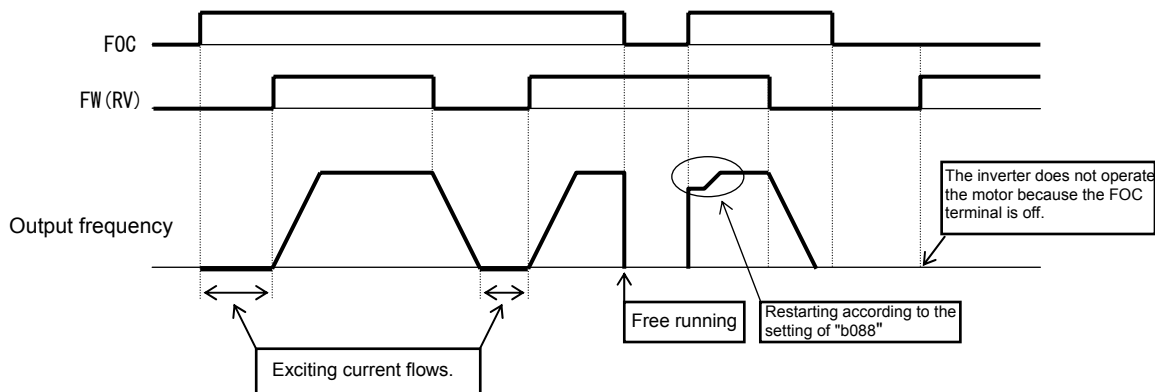 FOC
FW(RV)
Output frequency
The inverter does not operate
the motor because the FOC
terminal is off.
Free running
Restarting according to the
setting of "b088"
Exciting current flows.